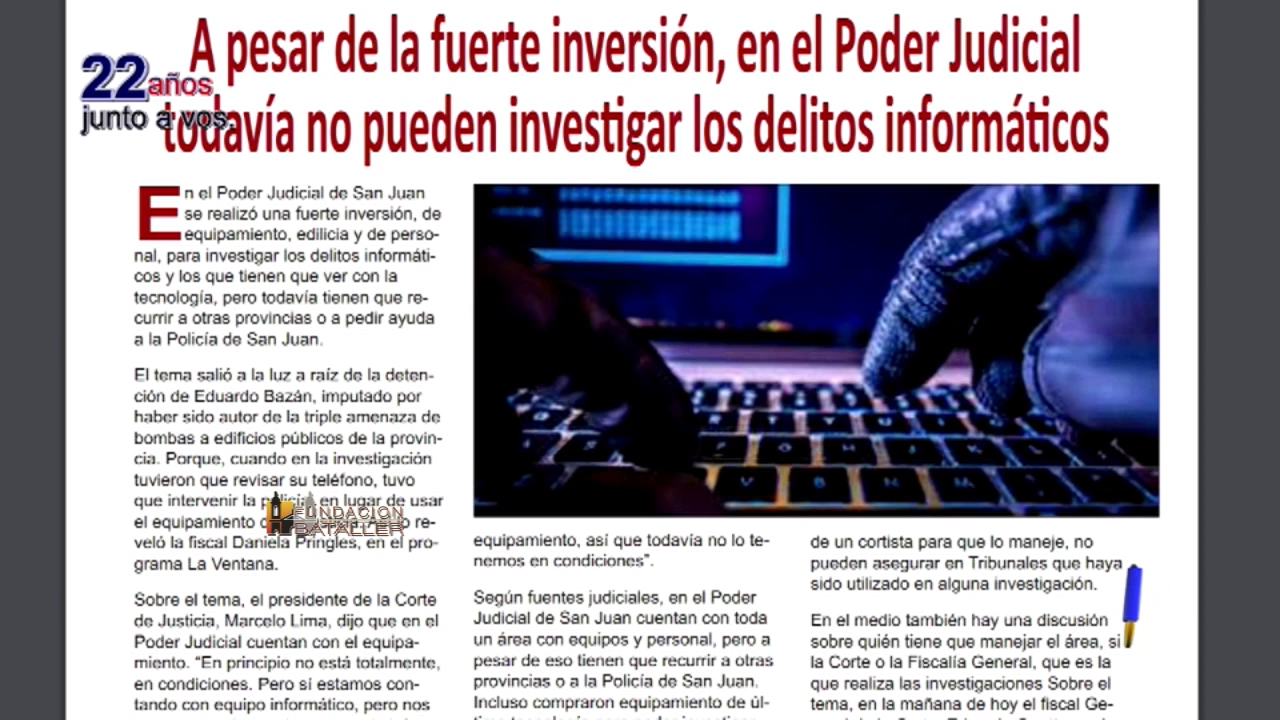 A pesar de la fuerte inversión, en el Poder Judicial
todavía no pueden investigar los delitos informáticos
22 años
junto a vos.
En el Poder Judicial de San Juan
se realizó una fuerte inversión, de
equipamiento, edilicia y de perso-
nal, para investigar los delitos informáti-
cos y los que tienen que ver con la
tecnología, pero todavía tienen que re-
currir a otras provincias o a pedir ayuda
a la Policía de San Juan.
El tema salió a la luz a raíz de la deten-
ción de Eduardo Bazán, imputado por
haber sido autor de la triple amenaza de
bombas a edificios públicos de la provin-
cia. Porque, cuando en la investigación
tuvieron que revisar su teléfono, tuvo
que intervenir la policía en lugar de usar
el equipamiento re-
veló la fiscal Daniela Pringles, en el pro-
grama La Ventana.
FUNDACION
BATALLER
Sobre el tema, el presidente de la Corte
de Justicia, Marcelo Lima, dijo que en el
Poder Judicial cuentan con el equipa-
miento. “En principio no está totalmente,
en condiciones. Pero sí estamos con-
tando con equipo informático, pero nos
equipamiento, así que todavía no lo te-
nemos en condiciones”.
Según fuentes judiciales, en el Poder
Judicial de San Juan cuentan con toda
un área con equipos y personal, pero a
pesar de eso tienen que recurrir a otras
provincias o a la Policía de San Juan.
Incluso compraron equipamiento de úl-
de un cortista para que lo maneje, no
pueden asegurar en Tribunales que haya
sido utilizado en alguna investigación.
En el medio también hay una discusión
sobre quién tiene que manejar el área, si
la Corte o la Fiscalía General, que es la
que realiza las investigaciones Sobre el
tema, en la mañana de hoy el fiscal Ge-